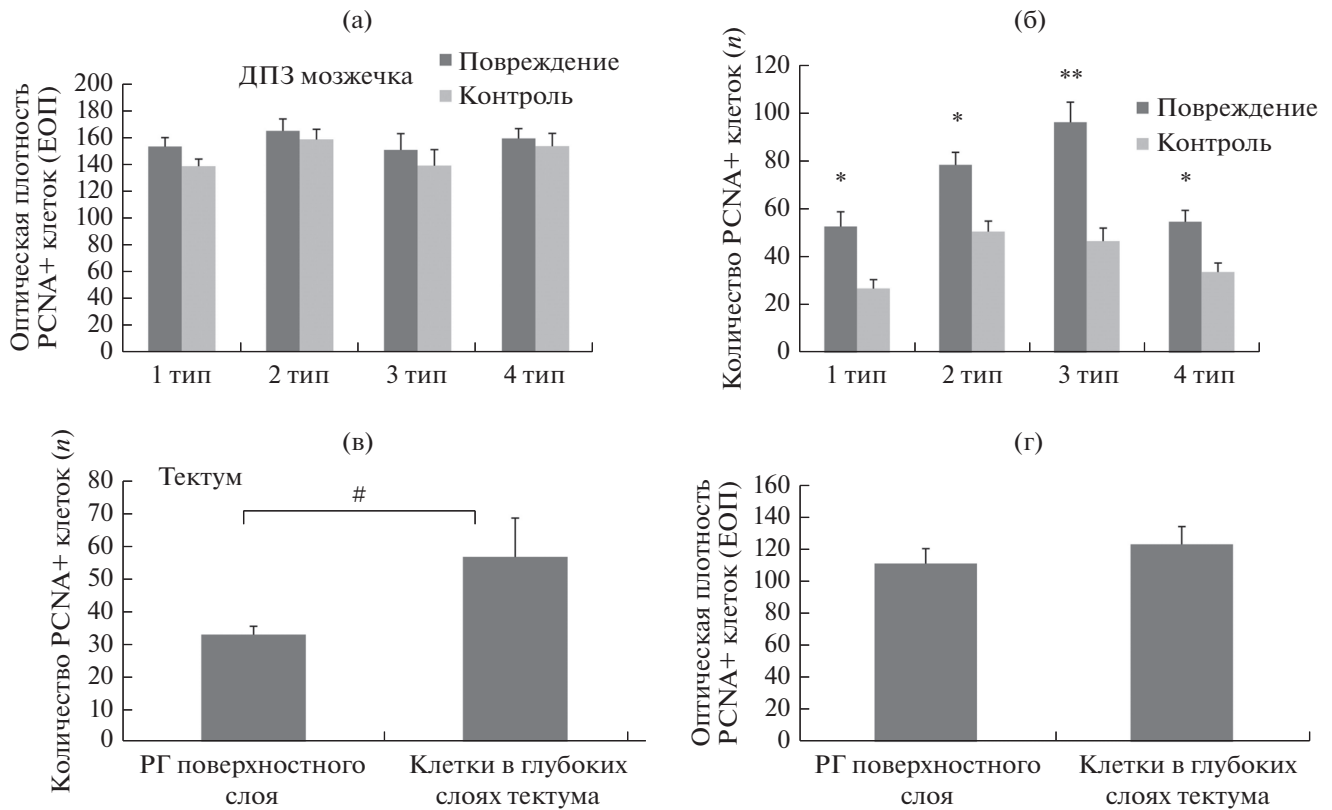 (а)
Оптическая плотность
PCNA+ клеток (ЕОП)
200
180
160
140
120
100
80
60
40
20
0
ДПЗ мозжечка
Повреждение
Контроль
1 тип 2 тип 3 тип 4 тип
(б)
Количество PCNA+ клеток (n)
120
100
80
60
40
20
0
*
*
**
*
Повреждение
Контроль
1 тип 2 тип 3 тип 4 тип
(в)
Количество PCNA+ клеток (n)
80
70
60
50
40
30
20
10
0
Тектум
#
РГ поверхностного
слоя
Клетки в глубоких
слоях тектума
(г)
Оптическая плотность
PCNA+ клеток (ЕОП)
160
140
120
100
80
60
40
20
0
РГ поверхностного
слоя
Клетки в глубоких
слоях тектума